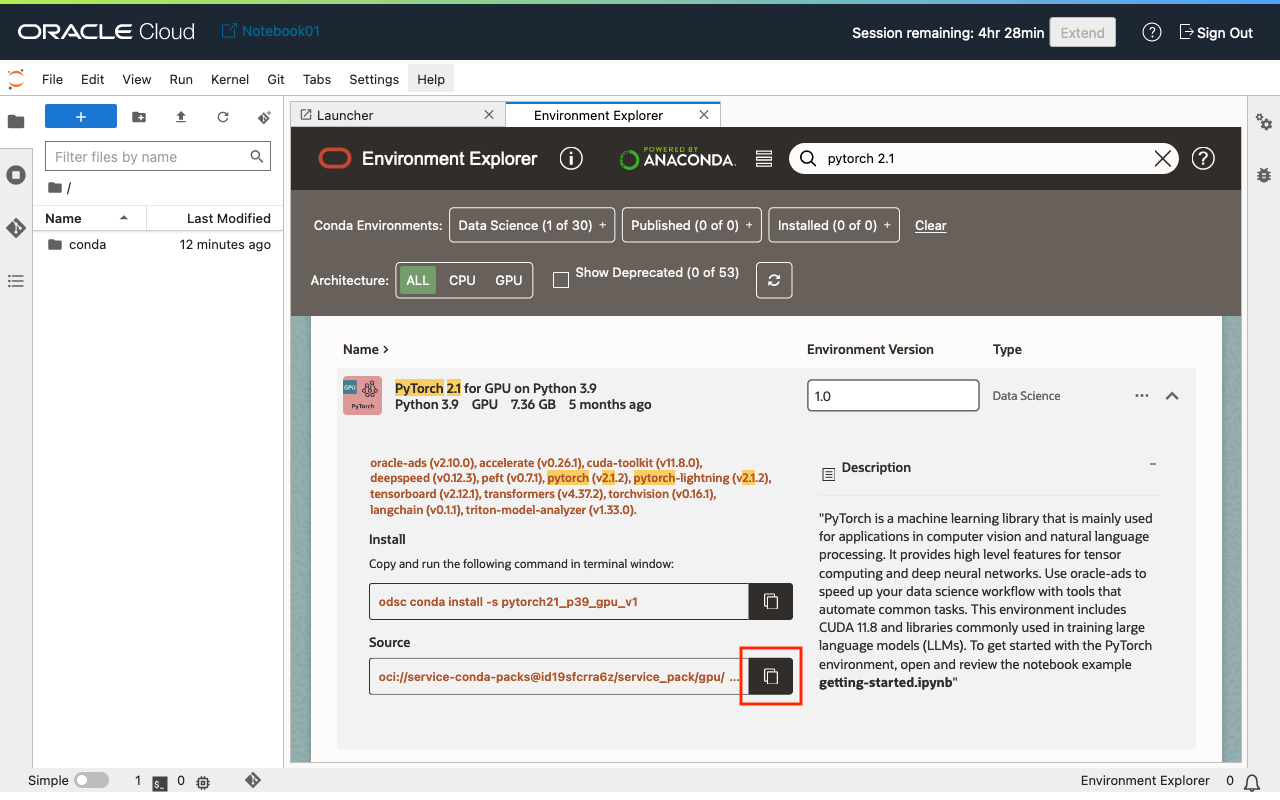 ORACLE Cloud
Notebook01
Session remaining: 4hr 28min
Extend
Sign Out
File Edit View Run Kernel Git Tabs Settings Help
Launcher
Environment Explorer
Filter files by name
/
Name Last Modified
conda 12 minutes ago
Environment Explorer
POWERED BY
ANACONDA.
pytorch 2.1
Conda Environments: Data Science (1 of 30) + Published (0 of 0) + Installed (0 of 0) + Clear
Architecture: ALL CPU GPU Show Deprecated (0 of 53)
Name > Environment Version Type
GPU
PyTorch
PyTorch 2.1 for GPU on Python 3.9
Python 3.9 GPU 7.36 GB 5 months ago
1.0
Data Science
oracle-ads (v2.10.0), accelerate (v0.26.1), cuda-toolkit (v11.8.0),
deepspeed (v0.12.3), peft (v0.7.1), pytorch (v2.1.2), pytorch-lightning (v2.1.2),
tensorboard (v2.12.1), transformers (v4.37.2), torchvision (v0.16.1),
langchain (v0.1.1), triton-model-analyzer (v1.33.0).
Install
Copy and run the following command in terminal window:
odsc conda install -s pytorch21_p39_gpu_v1
Source
oci://service-conda-packs@id19sfcrra6z/service_pack/gpu/ ...
Description
"PyTorch is a machine learning library that is mainly used
for applications in computer vision and natural language
processing. It provides high level features for tensor
computing and deep neural networks. Use oracle-ads to
speed up your data science workflow with tools that
automate common tasks. This environment includes
CUDA 11.8 and libraries commonly used in training large
language models (LLMs). To get started with the PyTorch
environment, open and review the notebook example
getting-started.ipynb"
Simple 1 $_ 0 Environment Explorer 0